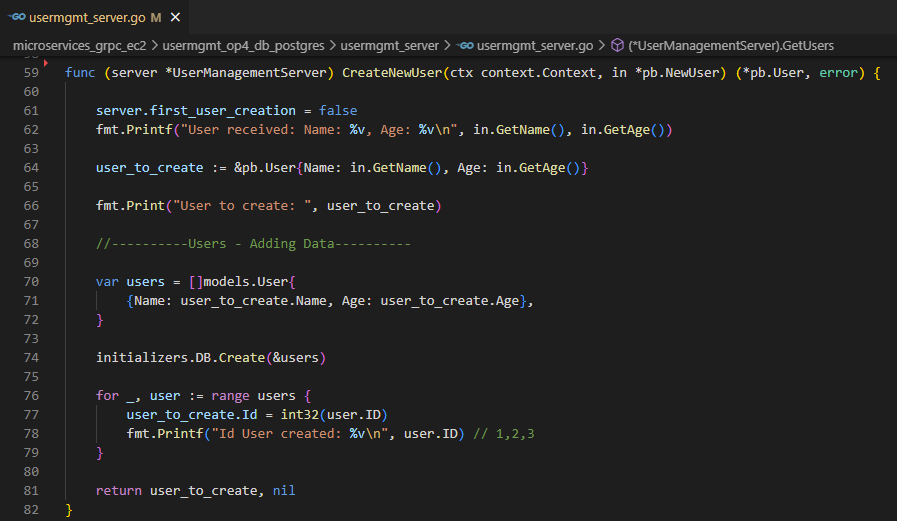 GO usermgmt_server.go M ×
microservices_grpc_ec2 > usermgmt_op4_db_postgres > usermgmt_server > GO usermgmt_server.go > (*UserManagementServer).GetUsers
59 func (server *UserManagementServer) CreateNewUser(ctx context.Context, in *pb.NewUser) (*pb.User, error) {
60
61     server.first_user_creation = false
62     fmt.Printf("User received: Name: %v, Age: %v\n", in.GetName(), in.GetAge())
63
64     user_to_create := &pb.User{Name: in.GetName(), Age: in.GetAge()}
65
66     fmt.Print("User to create: ", user_to_create)
67
68     //----------Users - Adding Data----------
69
70     var users = []models.User{
71         {Name: user_to_create.Name, Age: user_to_create.Age},
72     }
73
74     initializers.DB.Create(&users)
75
76     for _, user := range users {
77         user_to_create.Id = int32(user.ID)
78         fmt.Printf("Id User created: %v\n", user.ID) // 1,2,3
79     }
80
81     return user_to_create, nil
82 }